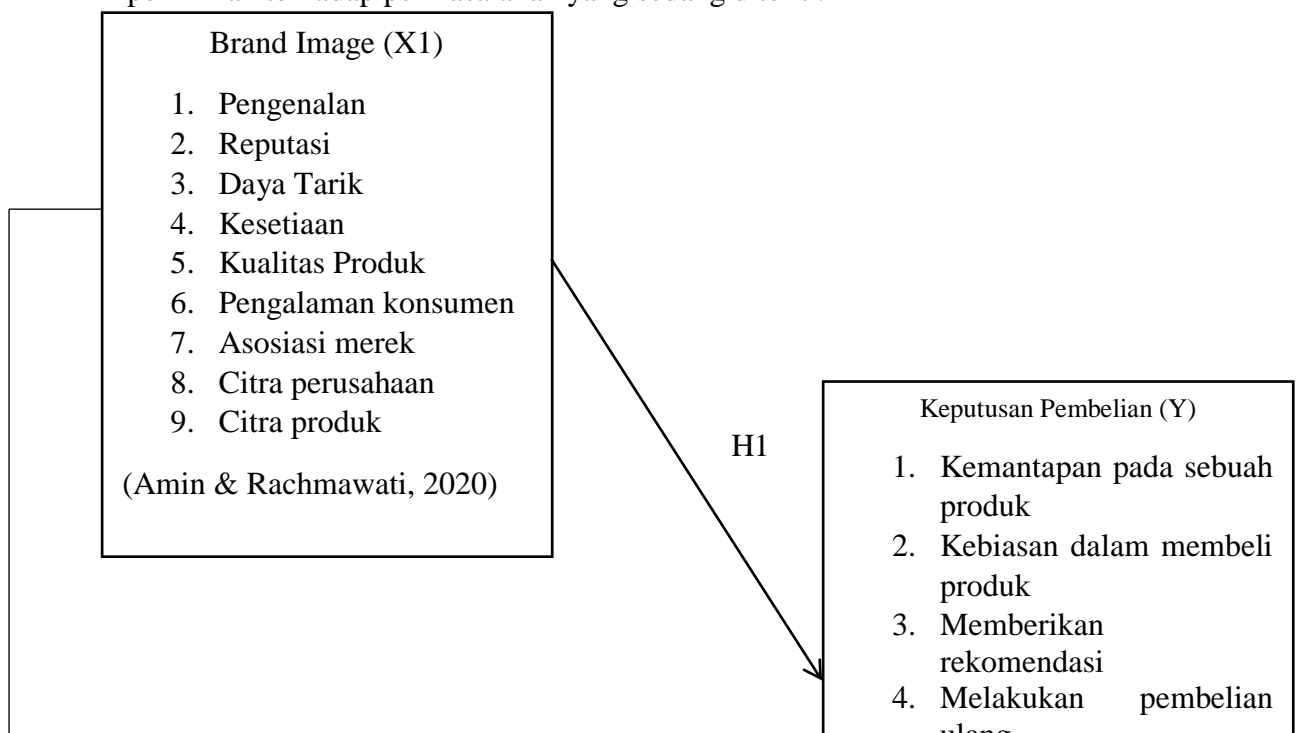 Brand Image (X1)
1. Pengenalan
2. Reputasi
3. Daya Tarik
4. Kesetiaan
5. Kualitas Produk
6. Pengalaman konsumen
7. Asosiasi merek
8. Citra perusahaan
9. Citra produk
(Amin & Rachmawati, 2020)
H1
Keputusan Pembelian (Y)
1. Kemantapan pada sebuah
produk
2. Kebiasan dalam membeli
produk
3. Memberikan
rekomendasi
4. Melakukan pembelian